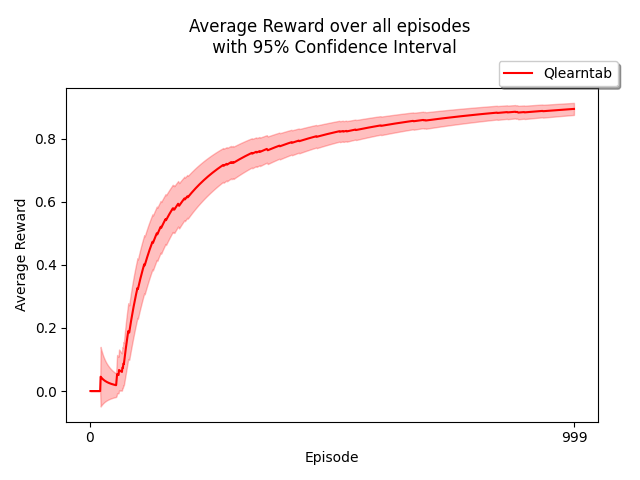 Average Reward over all episodes
with 95% Confidence Interval
Qlearntab
Average Reward
0.8
0.6
0.4
0.2
0.0
0
999
Episode